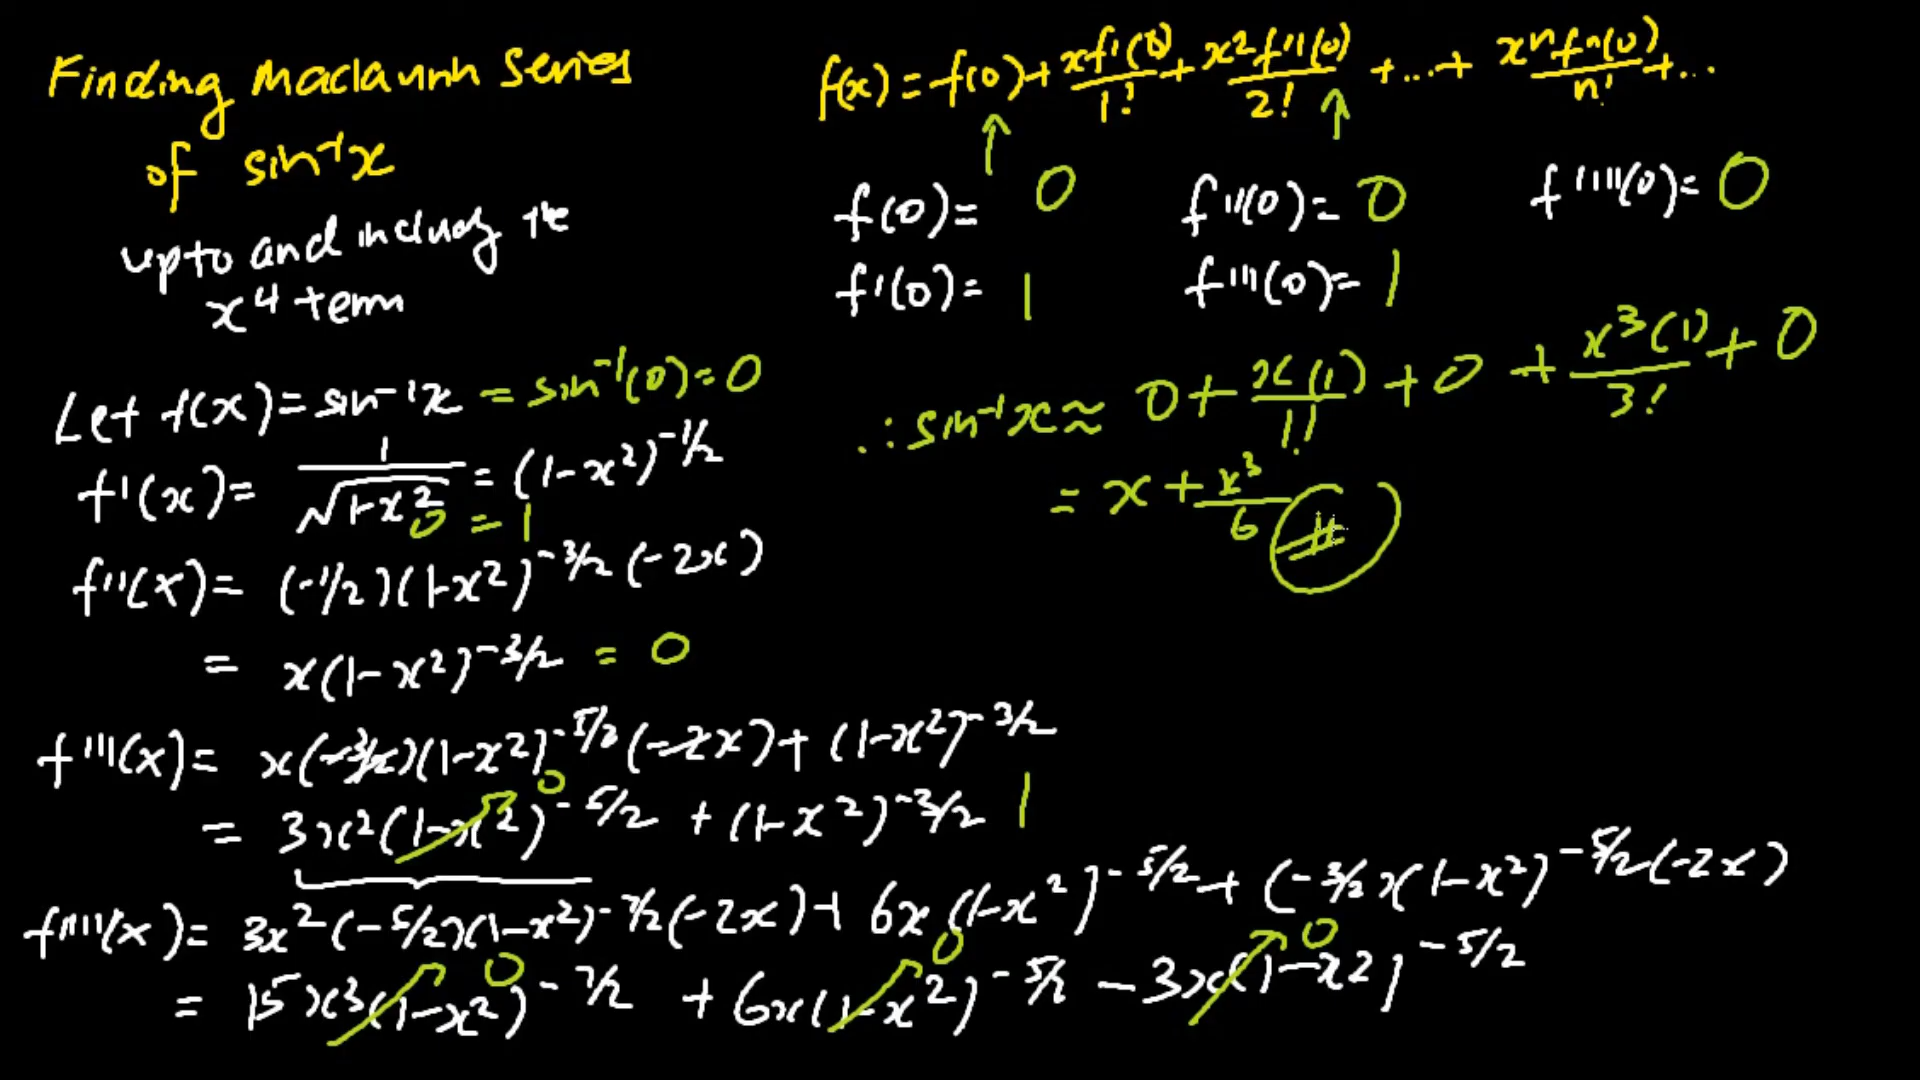 Finding Maclaurin Series
of sin⁻¹x
upto and including the
x⁴ term
Let f(x) = sin⁻¹x = sin⁻¹(0) = 0
f'(x) = 1/√(1-x²) = (1-x²)^(-1/2)
0 = 1
f''(x) = (-1/2)(1-x²)^(-3/2) (-2x)
= x(1-x²)^(-3/2) = 0
f'''(x) = x(-3/2)(1-x²)^(-5/2) (-2x) + (1-x²)^(-3/2)
= 3x²(1-x²)^(-5/2) + (1-x²)^(-3/2) 0 1
f''''(x) = 3x²(-5/2)(1-x²)^(-7/2) (-2x) + 6x(1-x²)^(-5/2) + (-3/2)(1-x²)^(-5/2) (-2x)
= 15x³(1-x²)^(-7/2) + 6x(1-x²)^(-5/2) - 3x(1-x²)^(-5/2) 0 0 0
f(x) = f(0) + xf'(0)/1! + x²f''(0)/2! + ... + xⁿfⁿ(0)/n! + ...
f(0) = 0 f''(0) = 0 f''''(0) = 0
f'(0) = 1 f'''(0) = 1
∴ sin⁻¹x ≈ 0 + x(1)/1! + 0 + x³(1)/3! + 0
= x + x³/6 #